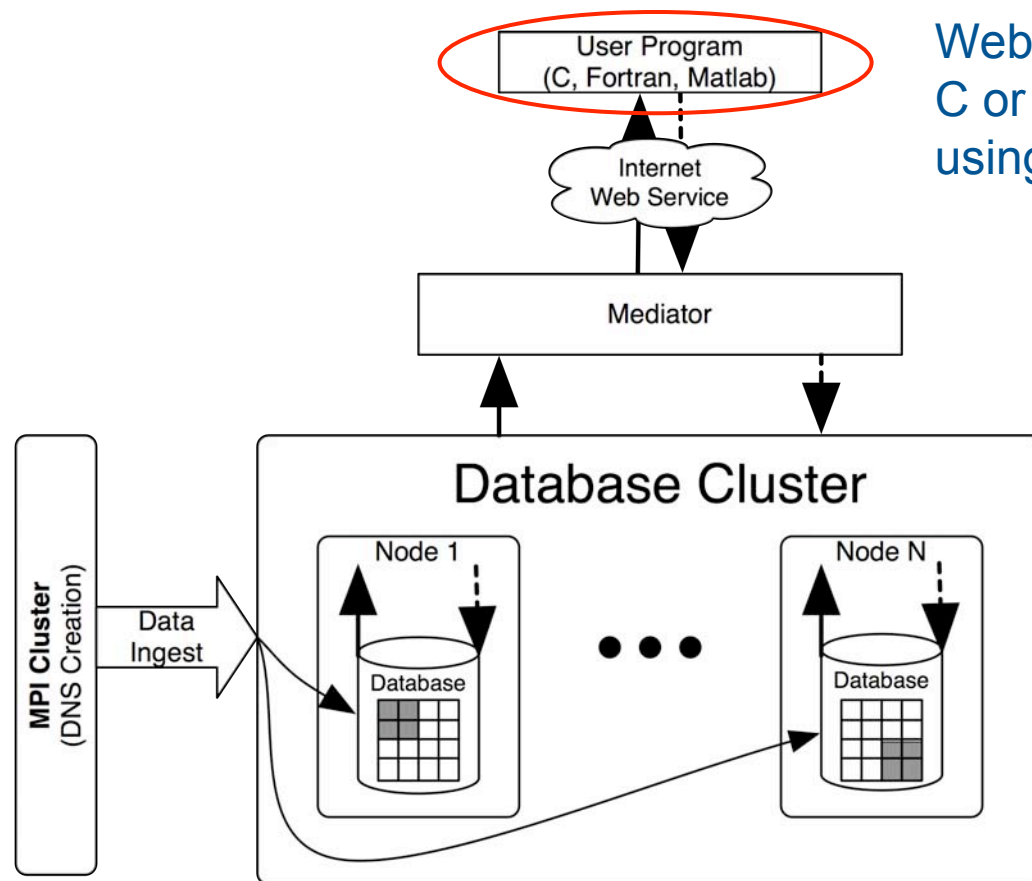 User Program
(C, Fortran, Matlab)
Web
C or
using
Internet
Web Service
Mediator
Database Cluster
MPI Cluster
(DNS Creation)
Data
Ingest
Node 1
Database
Node N
Database